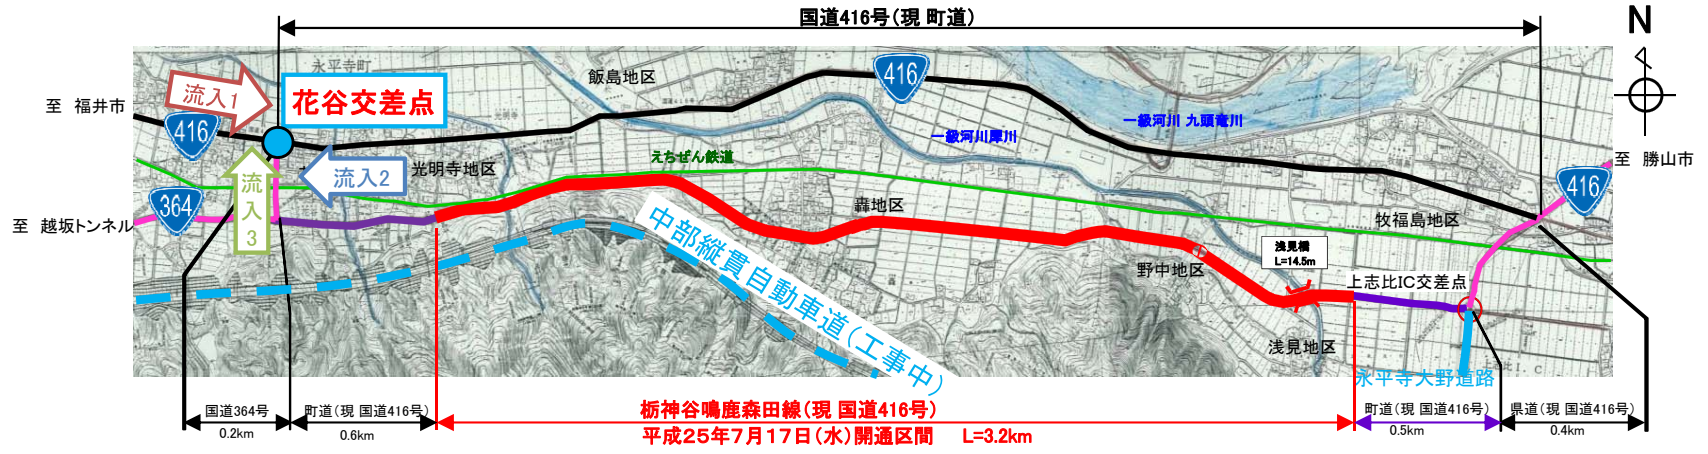 国道416号(現 町道)
N
永平寺町
飯島地区
416
流入1
花谷交差点
至 福井市
416
一級河川 九頭竜川
一級河川犀川
えちぜん鉄道
至 勝山市
光明寺地区
流入2
流入3
364
416
至 越坂トンネル
轟地区
牧福島地区
中部縦貫自動車道(工事中)
浅見橋
L=14.5m
野中地区
上志比IC交差点
浅見地区
永平寺大野道路
国道364号
0.2km
町道(現 国道416号)
0.6km
栃神谷鳴鹿森田線(現 国道416号)
平成25年7月17日(水)開通区間 L=3.2km
町道(現 国道416号)
0.5km
県道(現 国道416号)
0.4km